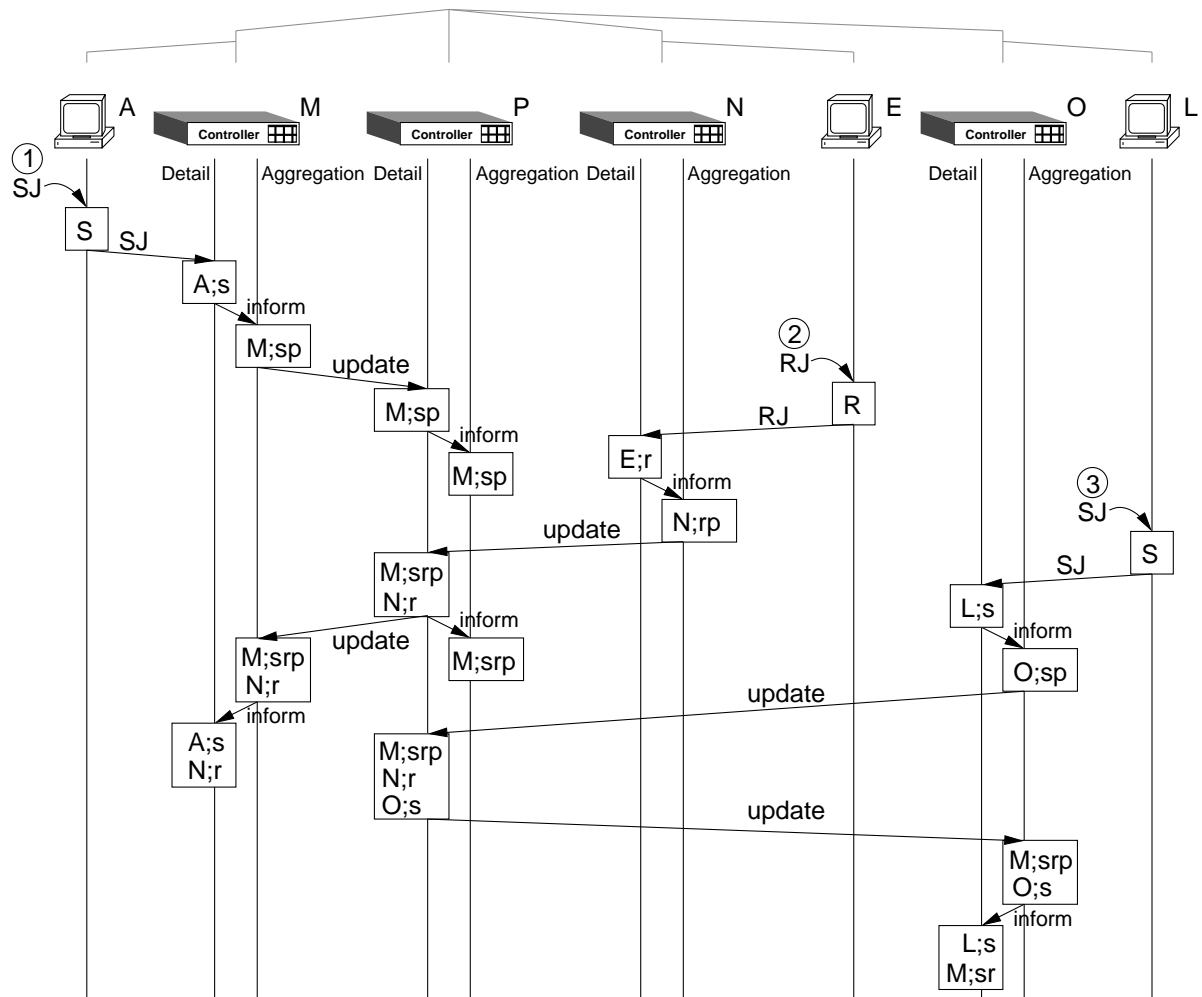 A
M
P
N
E
O
L
Controller
Controller
Controller
Controller
Detail
Aggregation
Detail
Aggregation
Detail
Aggregation
Detail
Aggregation
1
SJ
S
SJ
A;s
inform
M;sp
update
2
RJ
M;sp
R
RJ
inform
E;r
M;sp
inform
3
SJ
N;rp
update
S
M;srp
N;r
SJ
L;s
inform
inform
update
M;srp
N;r
M;srp
O;sp
update
inform
A;s
N;r
M;srp
N;r
O;s
update
M;srp
O;s
inform
L;s
M;sr